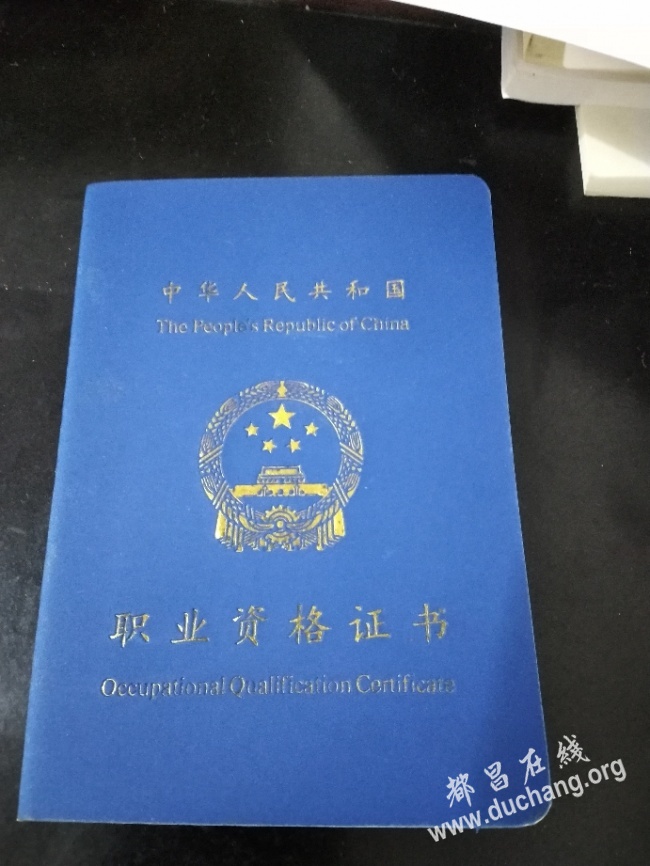 中华人民共和国
The People's Republic of China
职业资格证书
Occupational Qualification Certificate
都昌在线
www.duchang.org